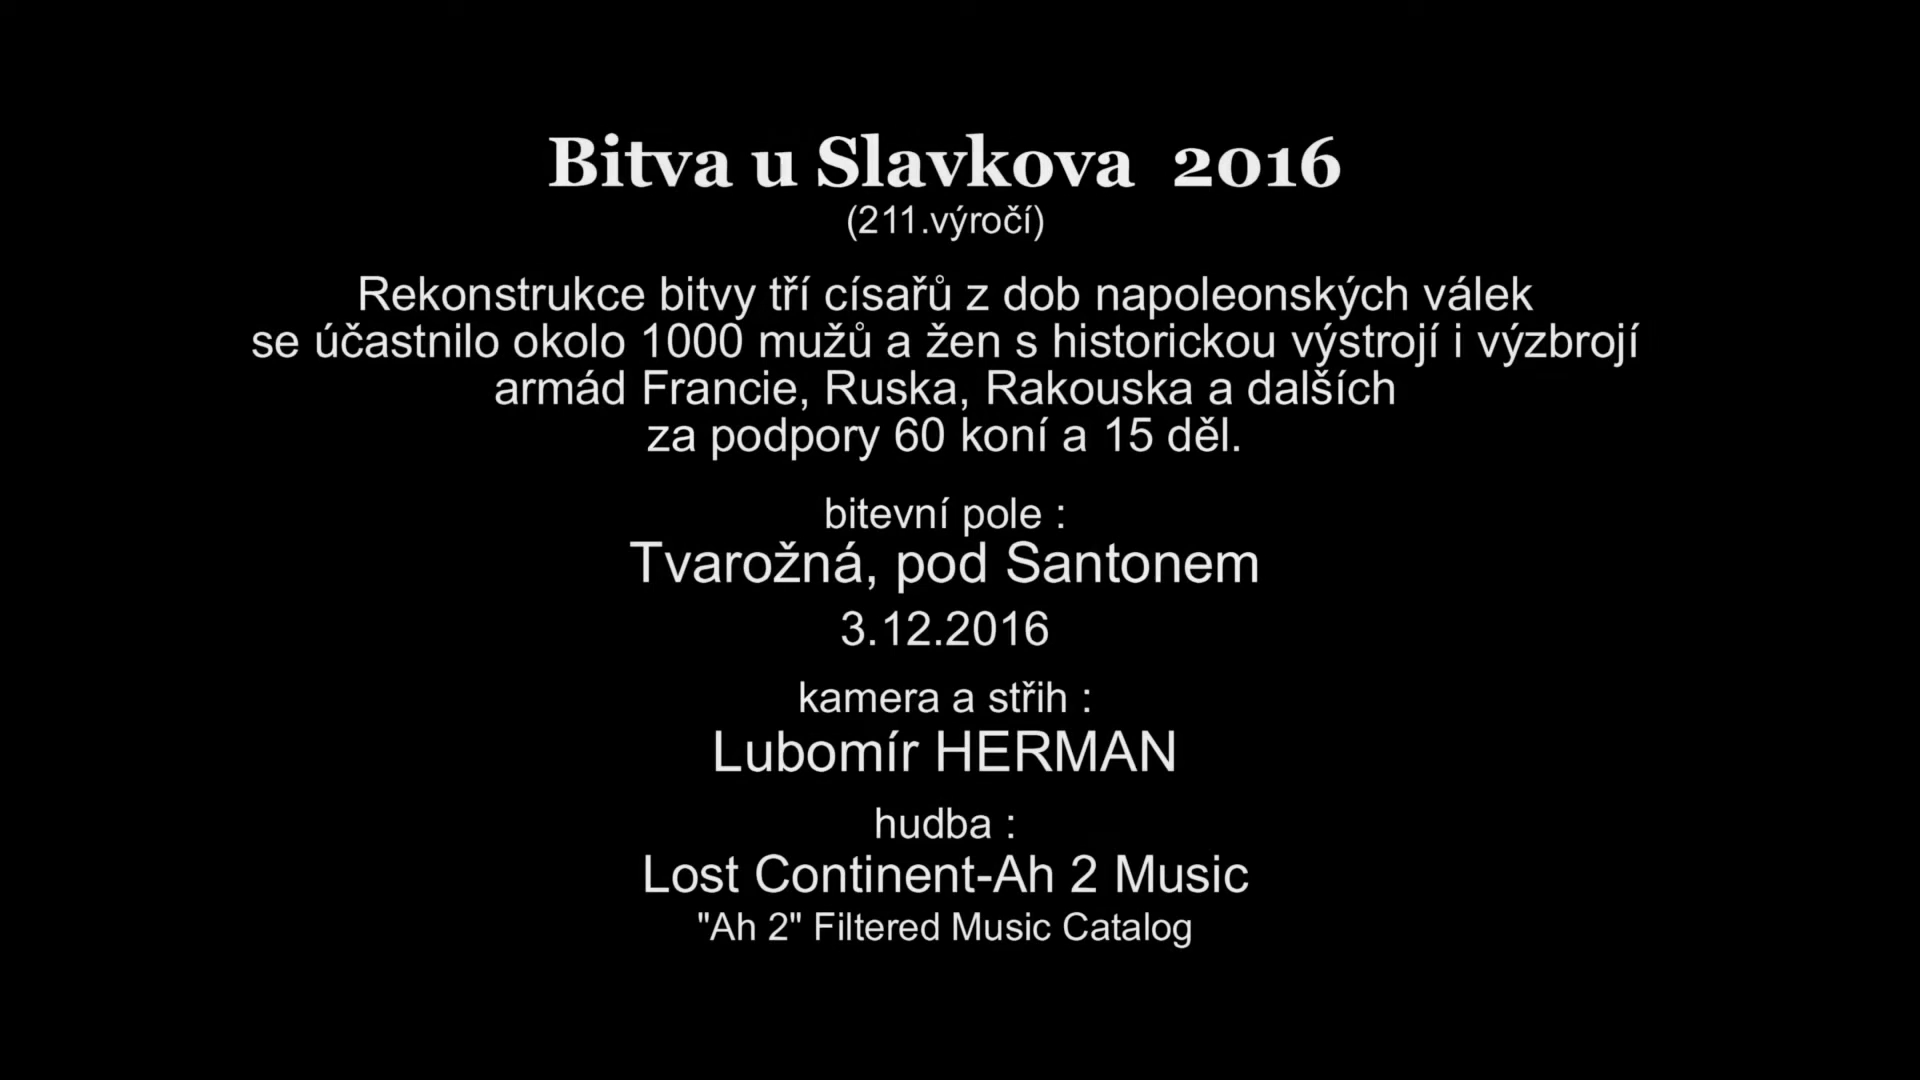 Bitva u Slavkova 2016
(211.výročí)
Rekonstrukce bitvy tří císařů z dob napoleonských válek
se účastnilo okolo 1000 mužů a žen s historickou výstrojí i výzbrojí
armád Francie, Ruska, Rakouska a dalších
za podpory 60 koní a 15 děl.
bitevní pole :
Tvarožná, pod Santonem
3.12.2016
kamera a střih :
Lubomír HERMAN
hudba :
Lost Continent-Ah 2 Music
"Ah 2" Filtered Music Catalog